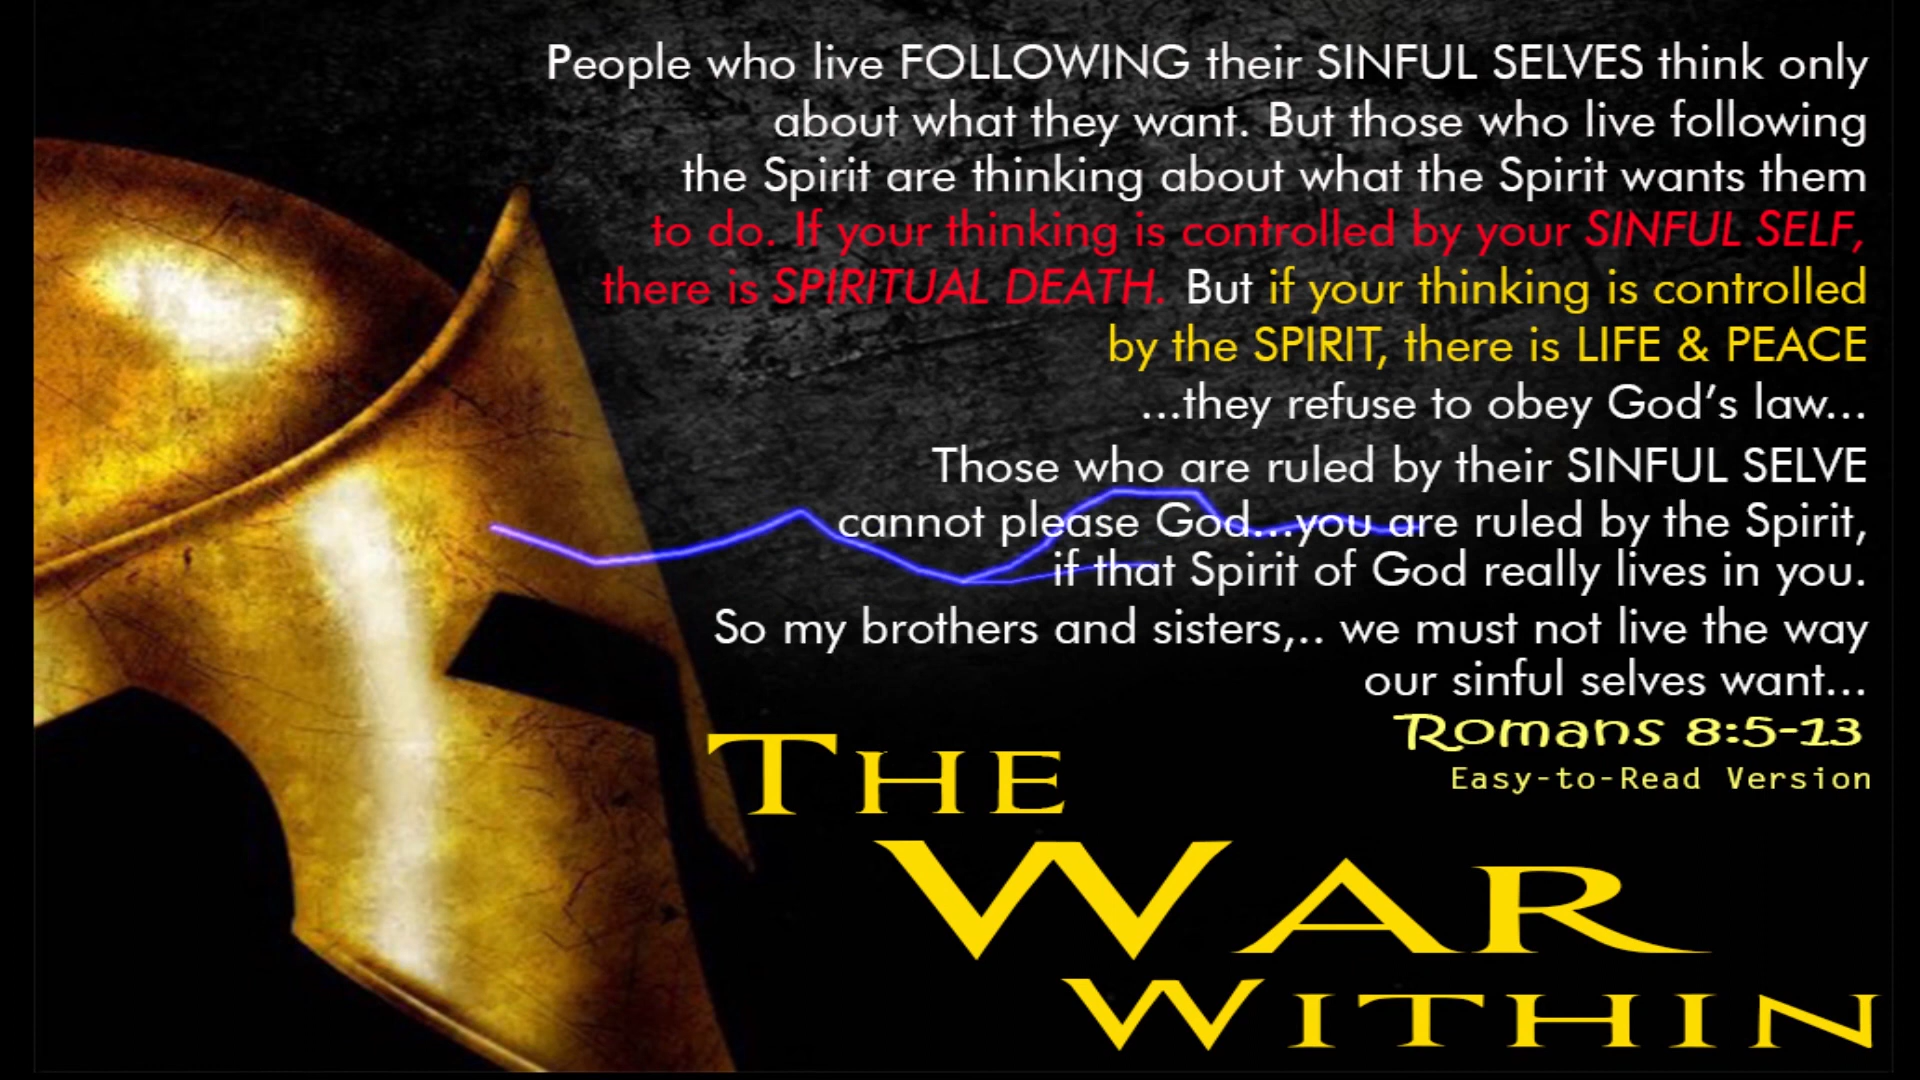 People who live FOLLOWING their SINFUL SELVES think only
about what they want. But those who live following
the Spirit are thinking about what the Spirit wants them
to do. If your thinking is controlled by your SINFUL SELF,
there is SPIRITUAL DEATH. But if your thinking is controlled
by the SPIRIT, there is LIFE & PEACE
...they refuse to obey God's law...
Those who are ruled by their SINFUL SELVE
cannot please God...you are ruled by the Spirit,
if that Spirit of God really lives in you.
So my brothers and sisters,.. we must not live the way
our sinful selves want...
Romans 8:5-13
Easy-to-Read Version
THE
WAR
WITHIN